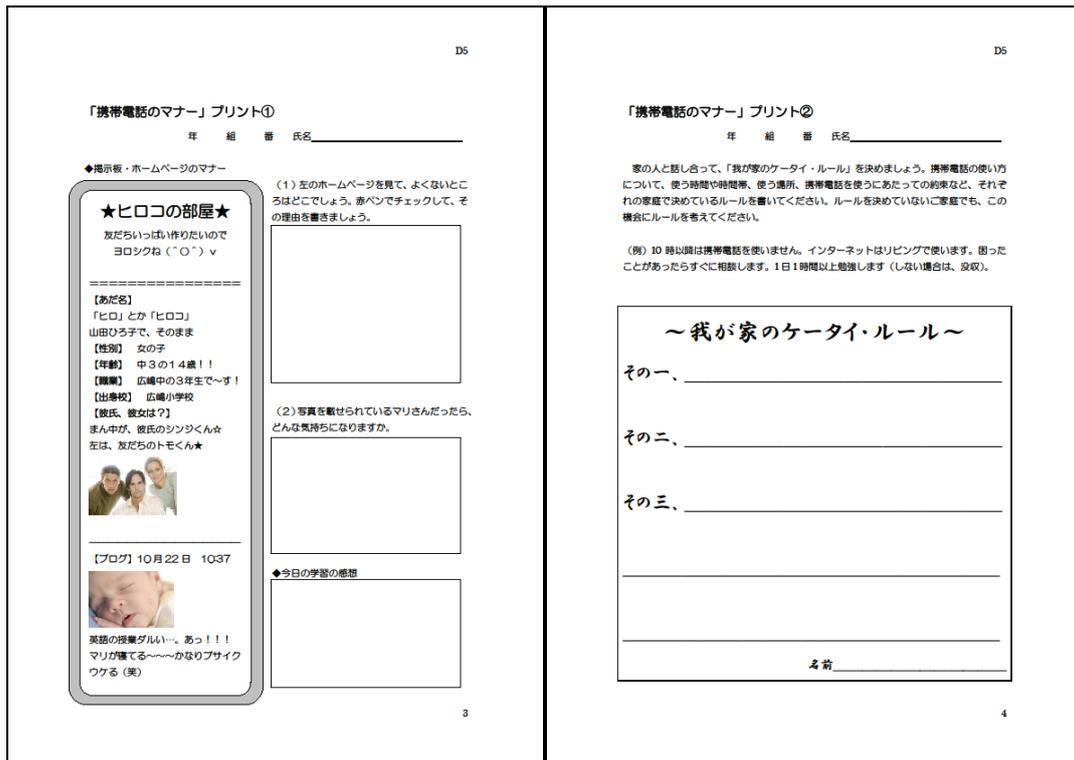 D5
「携帯電話のマナー」プリント①
年 組 番 氏名
◆掲示板・ホームページのマナー
★ヒロコの部屋★
友だちいっぱい作りたいので
ヨロシクね（＾○＾）ｖ
================
【あだ名】
「ヒロ」とか「ヒロコ」
山田ひろ子で、そのまま
【性別】 女の子
【年齢】 中３の１４歳！！
【職業】 広嶋中の３年生で～す！
【出身校】 広嶋小学校
【彼氏、彼女は？】
まん中が、彼氏のシンジくん☆
左は、友だちのトモくん★
【ブログ】10月22日 10:37
英語の授業ダルい…。あっ！！！
マリが寝てる～～～かなりブサイク
ウケる（笑）
（１）左のホームページを見て、よくないとこ
ろはどこでしょう。赤ペンでチェックして、そ
の理由を書きましょう。
（２）写真を載せられているマリさんだったら、
どんな気持ちになりますか。
◆今日の学習の感想
3
D5
「携帯電話のマナー」プリント②
年 組 番 氏名
家の人と話し合って、「我が家のケータイ・ルール」を決めましょう。携帯電話の使い方
について、使う時間や時間帯、使う場所、携帯電話を使うにあたっての約束など、それぞ
れの家庭で決めているルールを書いてください。ルールを決めていないご家庭でも、この
機会にルールを考えてください。
（例）10 時以降は携帯電話を使いません。インターネットはリビングで使います。困った
ことがあったらすぐに相談します。１日１時間以上勉強します（しない場合は、没収）。
～我が家のケータイ・ルール～
その一、
その二、
その三、
名前
4